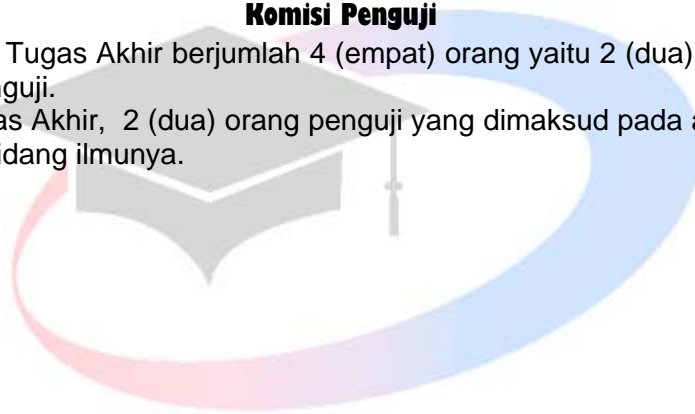 Komisi Penguji
Tugas Akhir berjumlah 4 (empat) orang yaitu 2 (dua)
nguji.
as Akhir, 2 (dua) orang penguji yang dimaksud pada a
idang ilmunya.